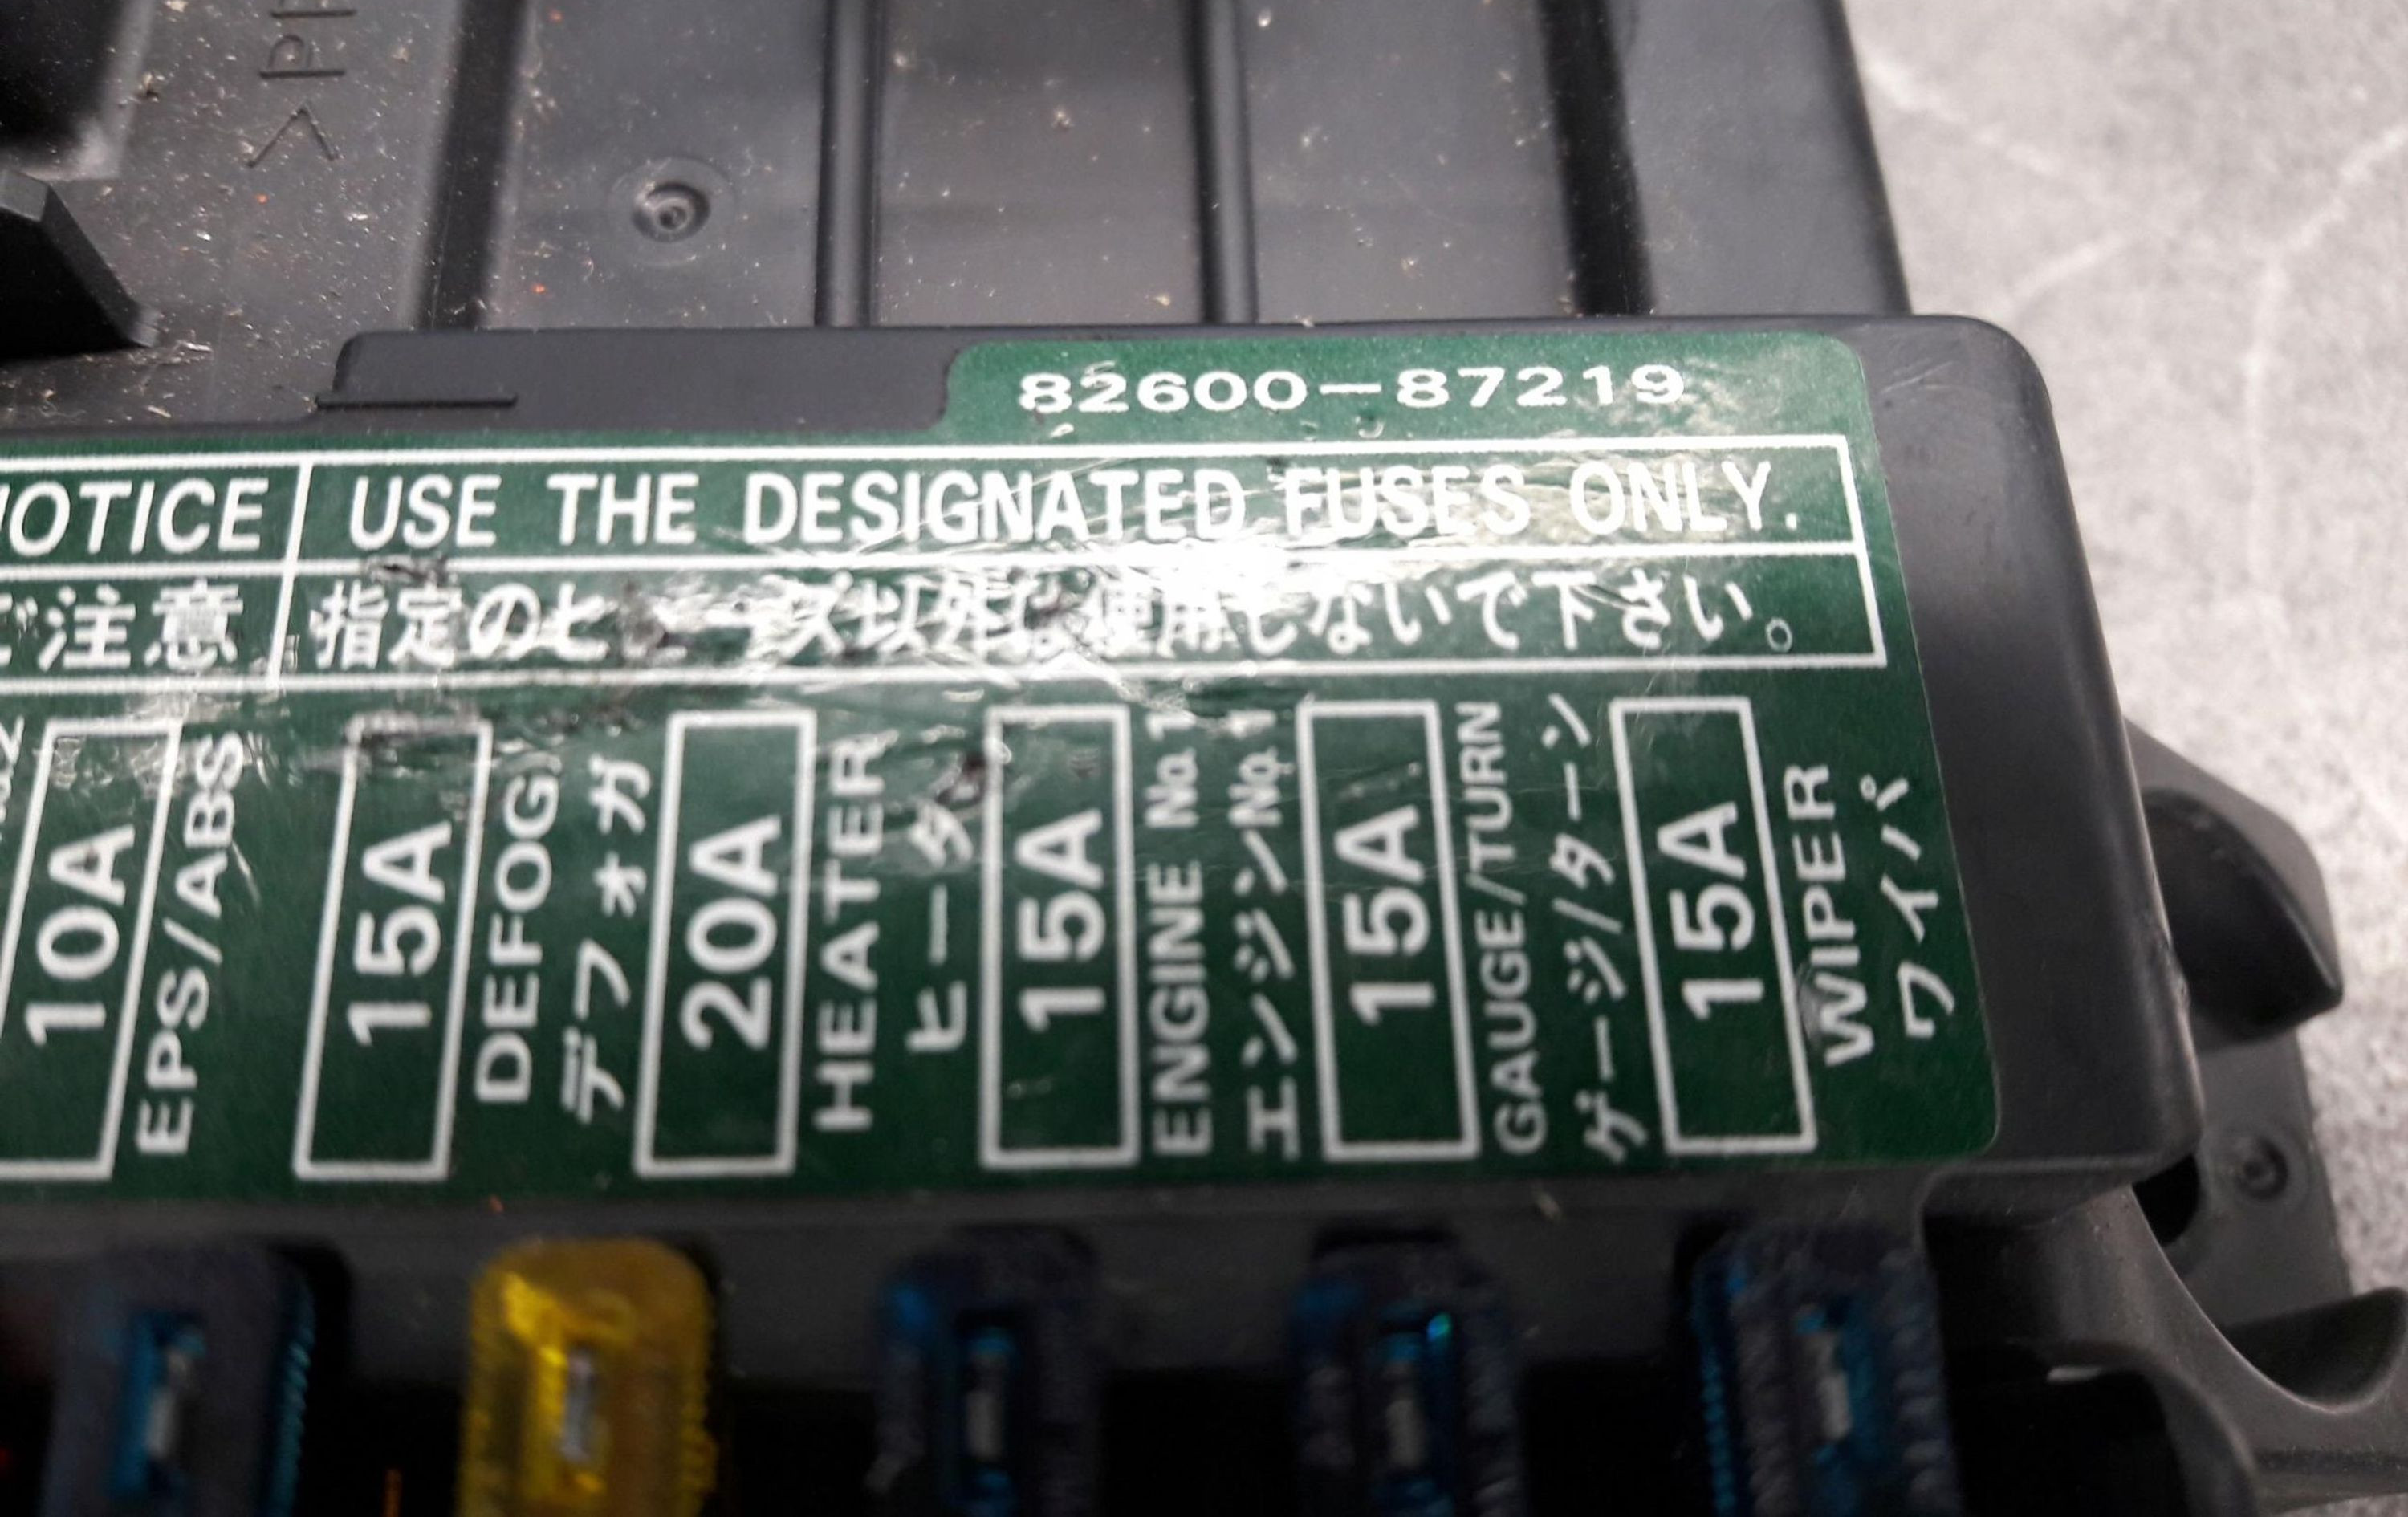 82600-87219
NOTICE USE THE DESIGNATED FUSES ONLY.
ご注意 指定のヒューズ以外は使用しないで下さい。
10A
EPS/ABS
15A
DEFOG
デフォガ
20A
HEATER
ヒータ
15A
ENGINE No.1
エンジンNo.1
15A
GAUGE/TURN
ゲージ/ターン
15A
WIPER
ワイパ